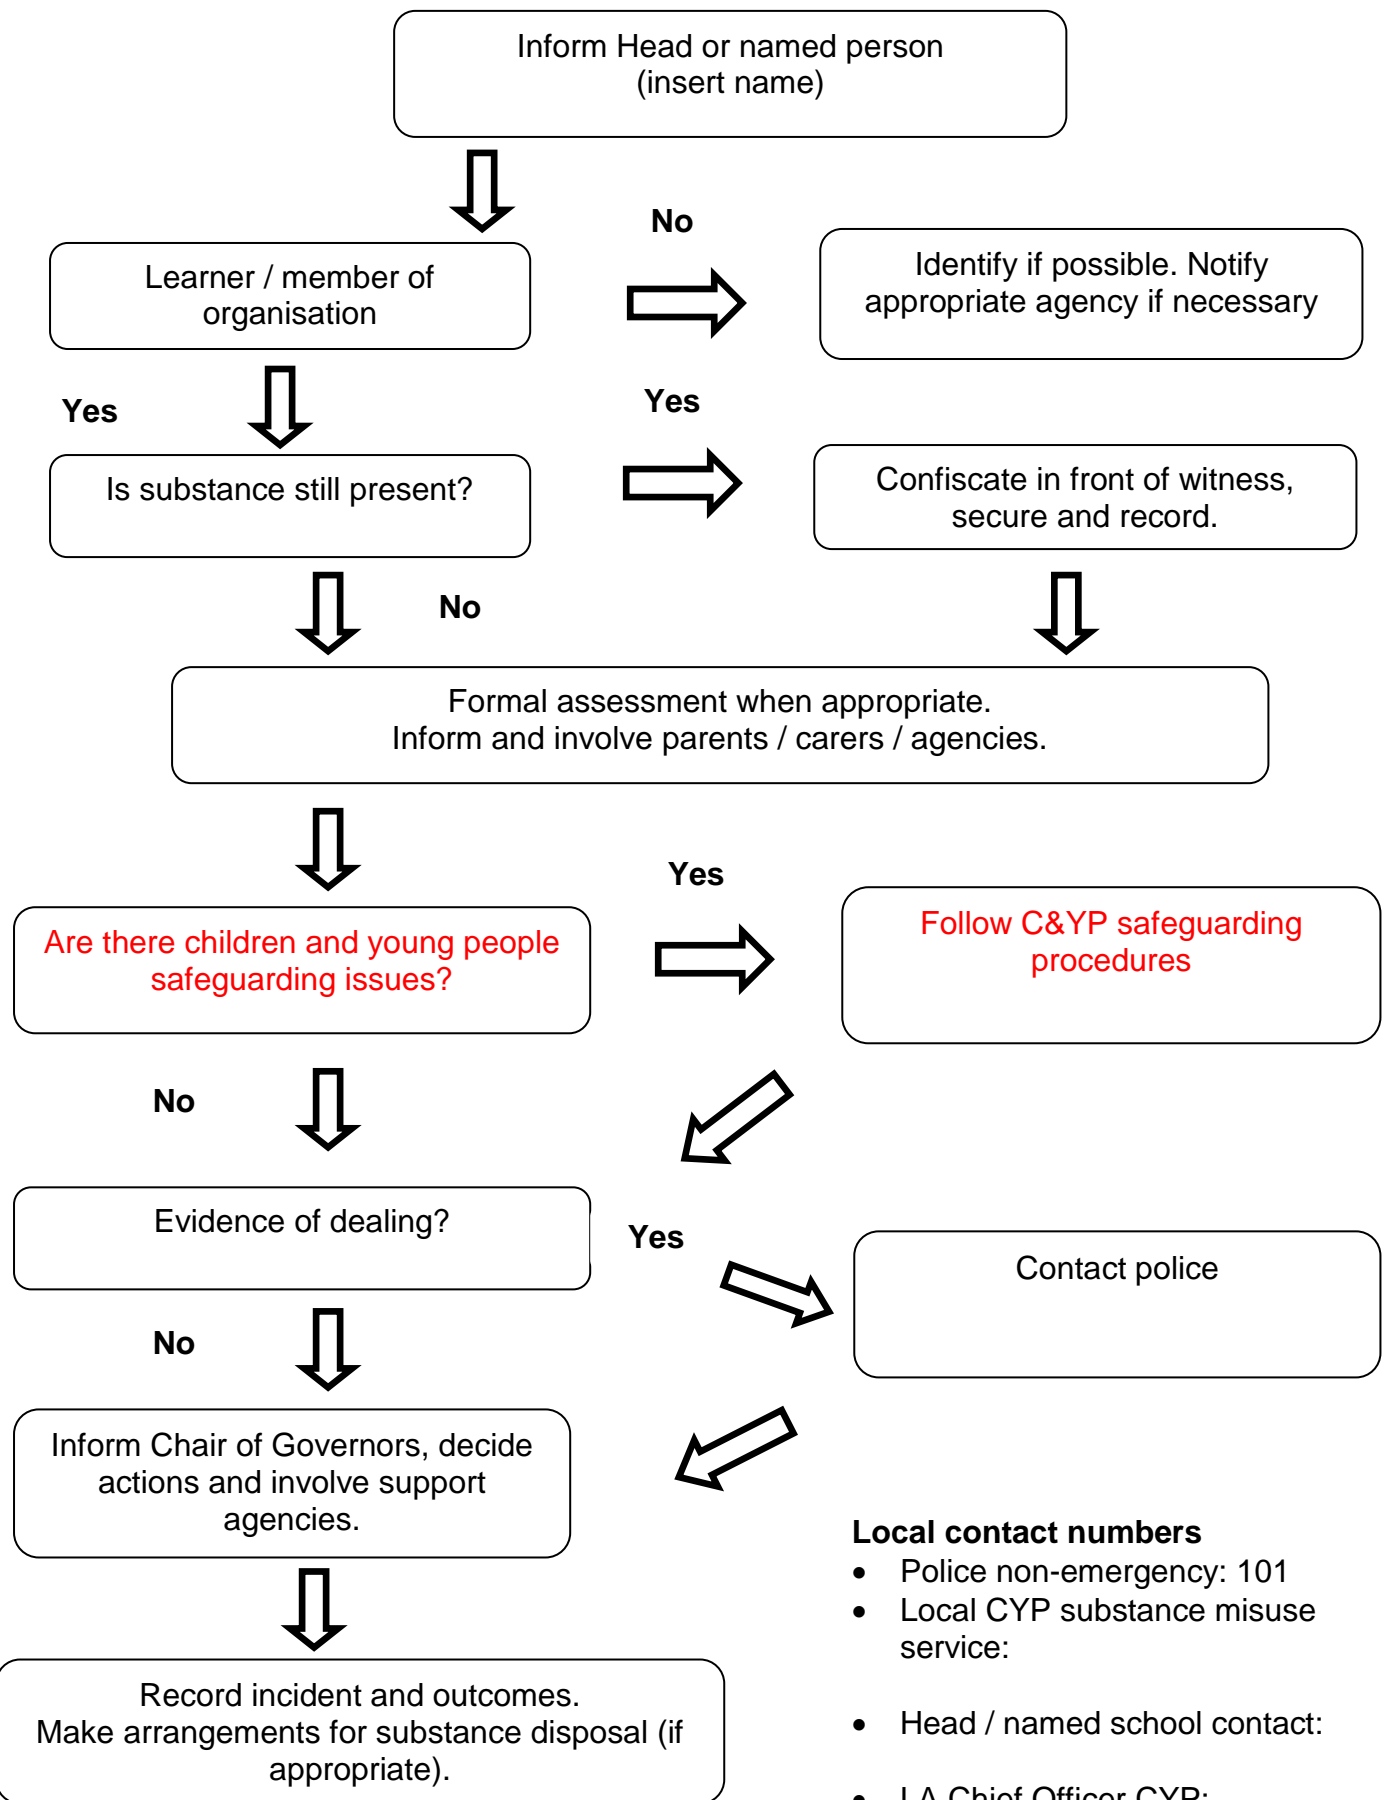 Inform Head or named person
(insert name)
No
Learner / member of
organisation
Identify if possible. Notify
appropriate agency if necessary
Yes
Yes
Is substance still present?
Confiscate in front of witness,
secure and record.
No
Formal assessment when appropriate.
Inform and involve parents / carers / agencies.
Yes
Are there children and young people
safeguarding issues?
Follow C&YP safeguarding
procedures
No
Evidence of dealing?
Yes
Contact police
No
Inform Chair of Governors, decide
actions and involve support
agencies.
Local contact numbers
• Police non-emergency: 101
• Local CYP substance misuse
service:
Record incident and outcomes.
Make arrangements for substance disposal (if
appropriate).
• Head / named school contact:
• LA Chief Officer CYP: